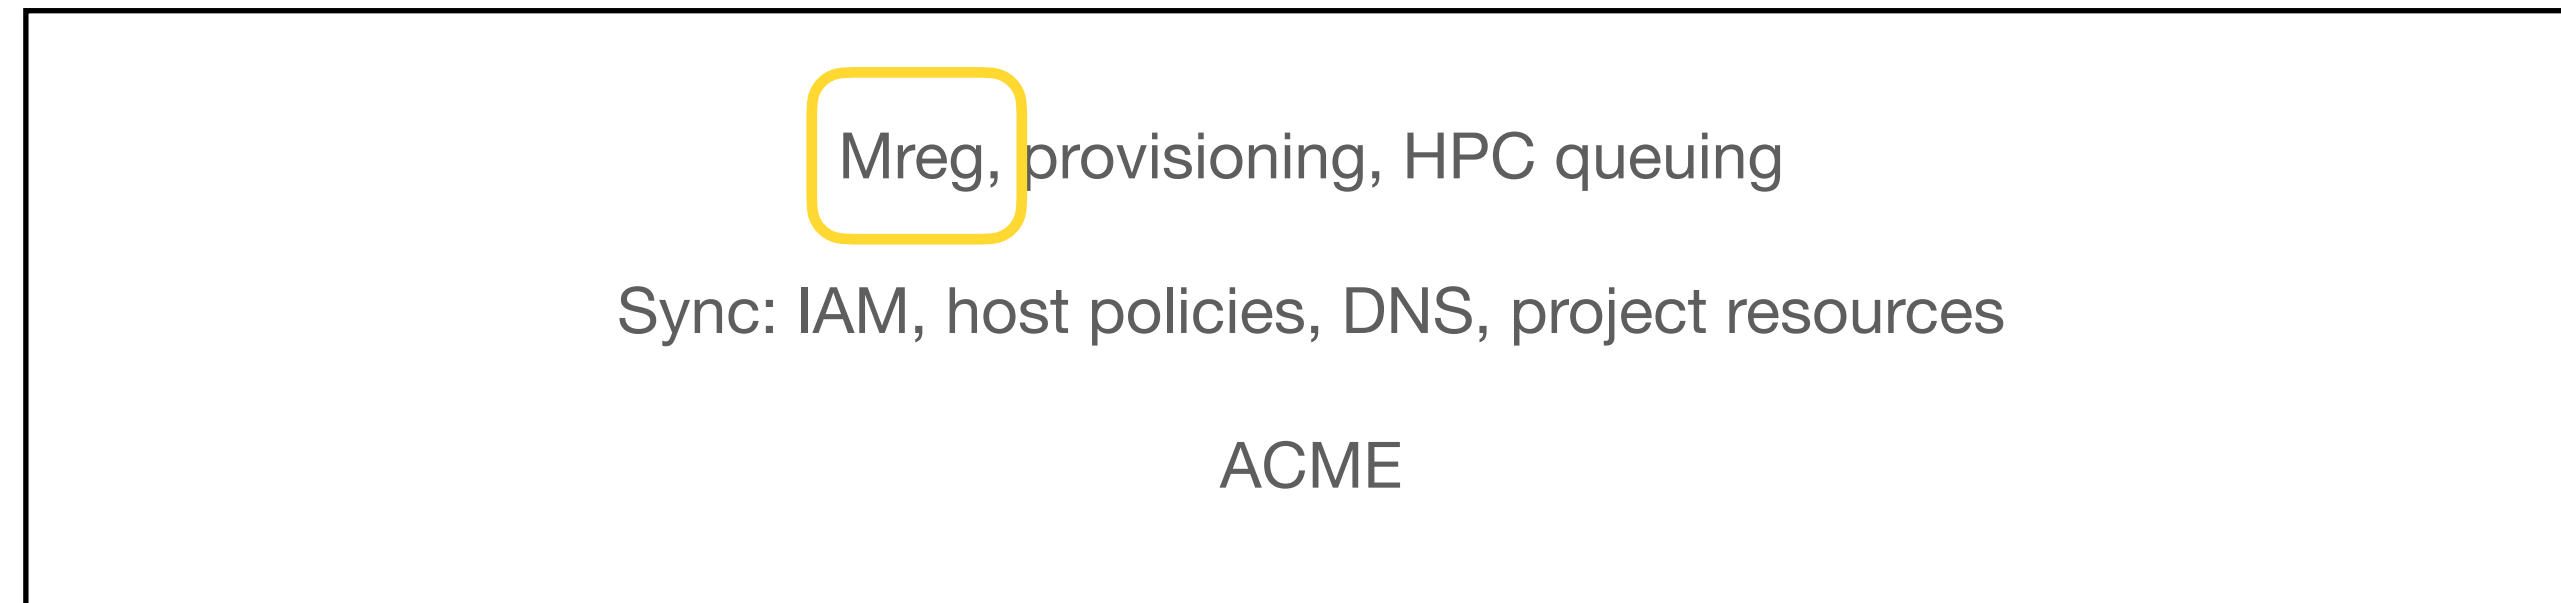 Mreg, provisioning, HPC queuing
Sync: IAM, host policies, DNS, project resources
ACME